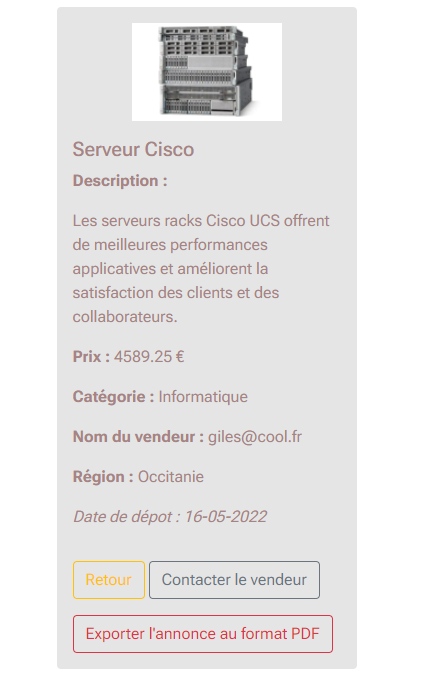 Serveur Cisco
Description :
Les serveurs racks Cisco UCS offrent
de meilleures performances
applicatives et améliorent la
satisfaction des clients et des
collaborateurs.
Prix : 4589.25 €
Catégorie : Informatique
Nom du vendeur : giles@cool.fr
Région : Occitanie
Date de dépot : 16-05-2022
Retour Contacter le vendeur
Exporter l'annonce au format PDF